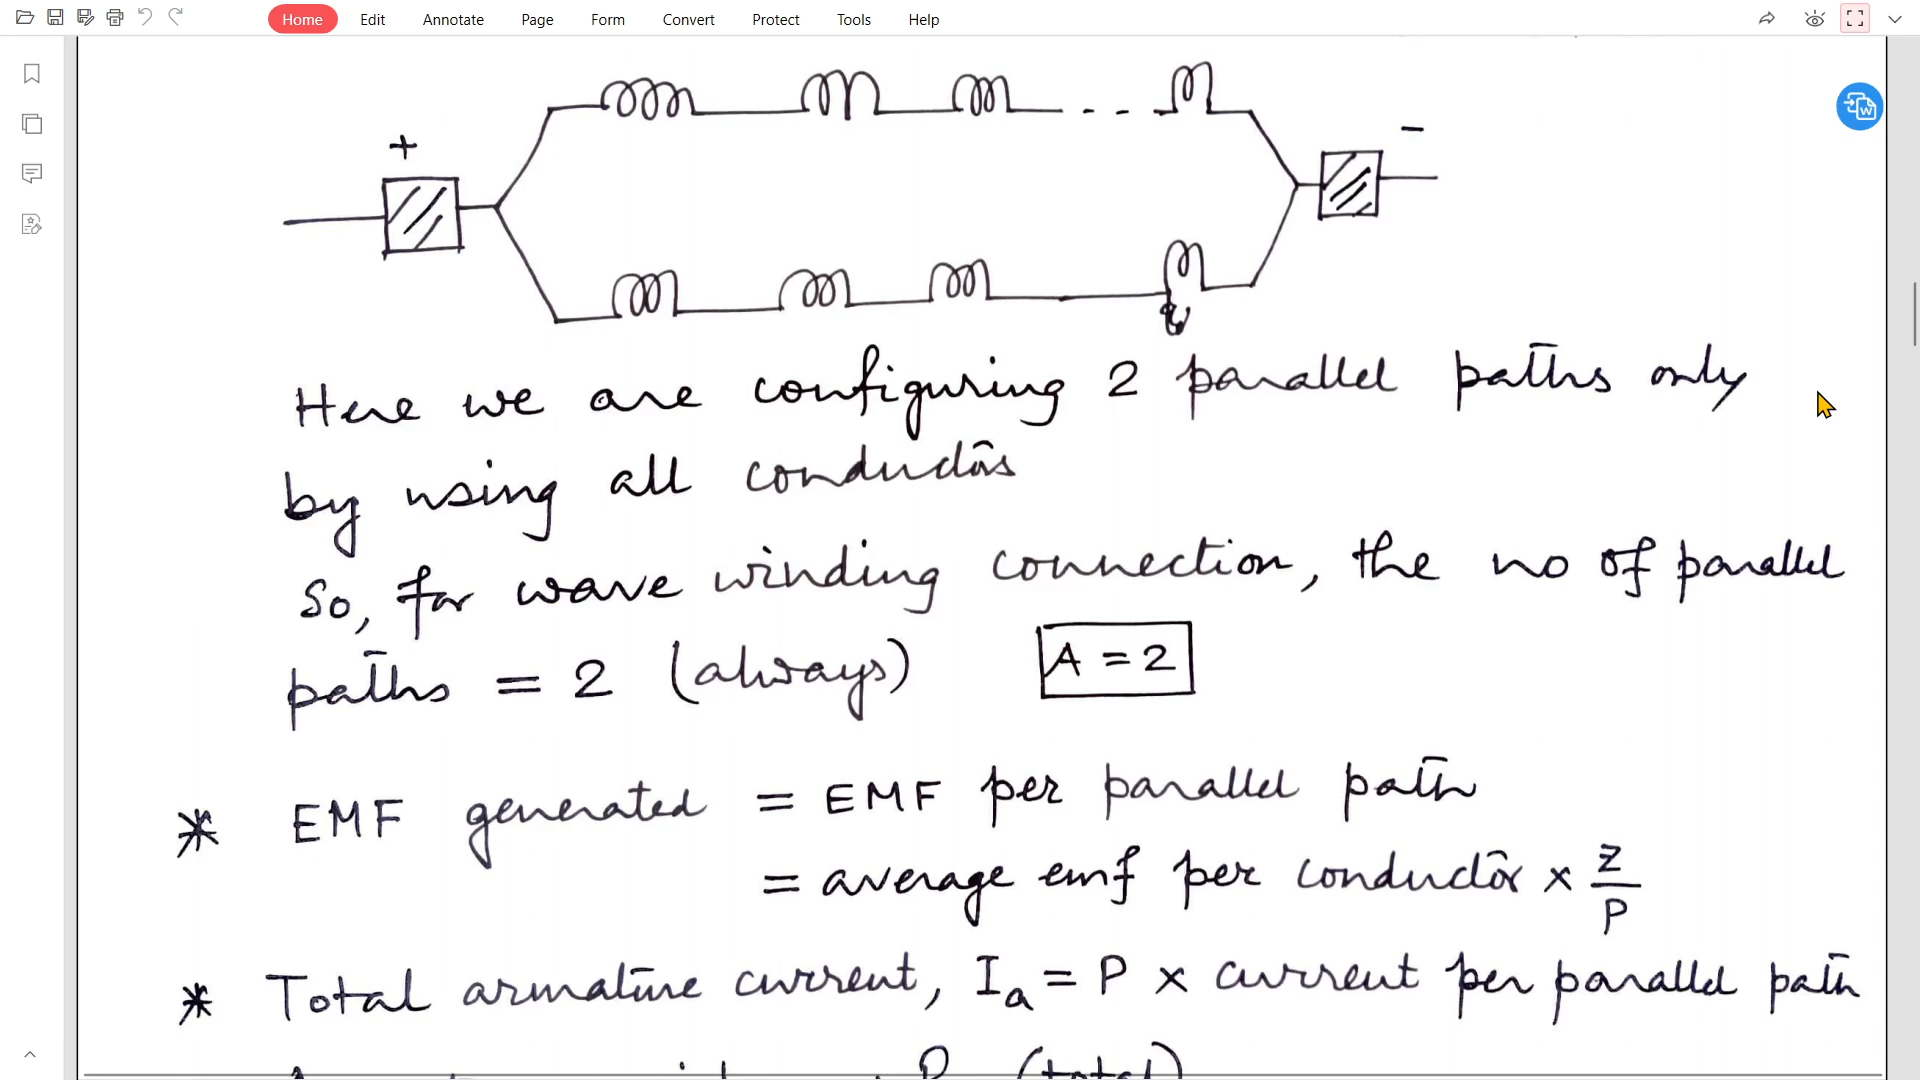 Home Edit Annotate Page Form Convert Protect Tools Help
+
-
Here we are configuring 2 parallel paths only
by using all conductors
So, for wave winding connection, the no of parallel
paths = 2 (always) A = 2
* EMF generated = EMF per parallel path
= average emf per conductor × Z/P
* Total armature current, Ia = P × current per parallel path